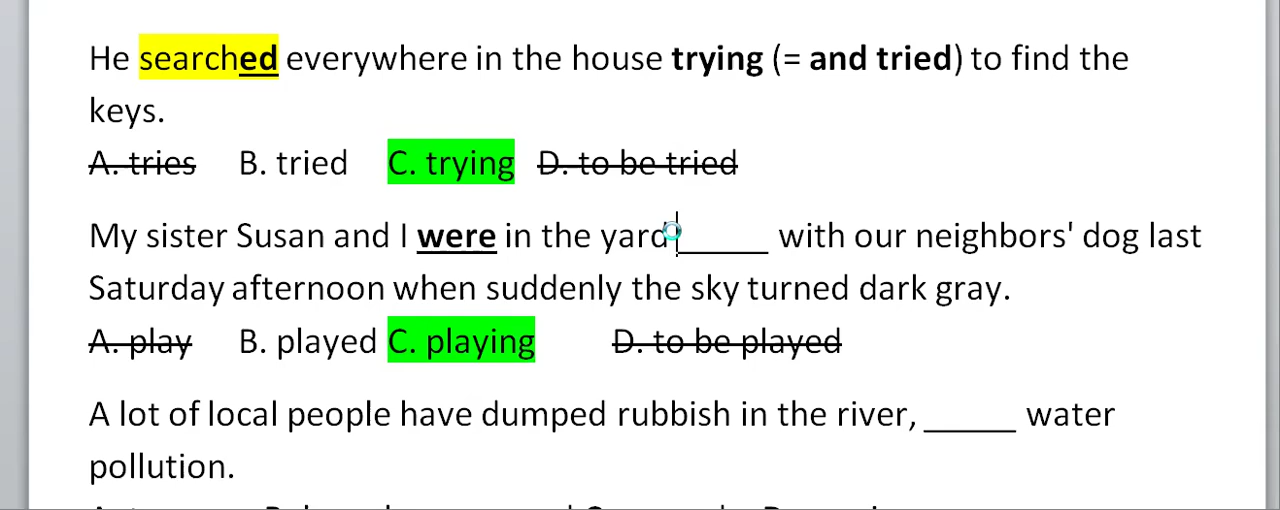 He searched everywhere in the house trying (= and tried) to find the
keys.
A. tries B. tried C. trying D. to be tried
My sister Susan and I were in the yard _____ with our neighbors' dog last
Saturday afternoon when suddenly the sky turned dark gray.
A. play B. played C. playing D. to be played
A lot of local people have dumped rubbish in the river, _____ water
pollution.